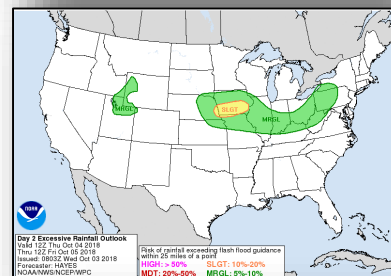 MRGL
SLGT
MRGL
NOAA
Day 2 Excessive Rainfall Outlook
Valid 12Z Thu Oct 04 2018
Thru 12Z Fri Oct 05 2018
Issued: 0803Z Wed Oct 03 2018
Forecaster: HAYES
NOAA/NWS/NCEP/WPC
Risk of rainfall exceeding flash flood guidance
within 25 miles of a point
HIGH: > 50% SLGT: 10%-20%
MDT: 20%-50% MRGL: 5%-10%